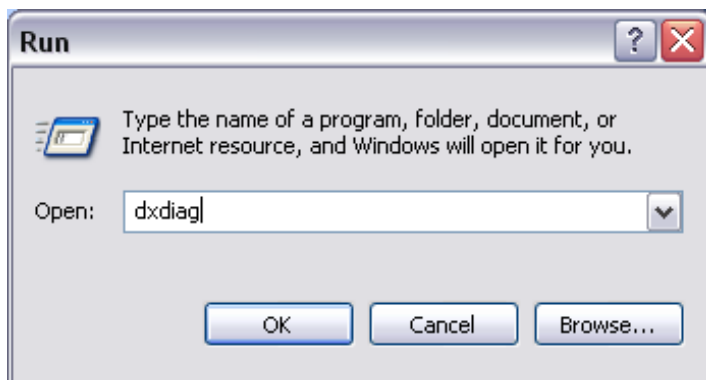 Run
Type the name of a program, folder, document, or
Internet resource, and Windows will open it for you.
Open: dxdiag
OK Cancel Browse...